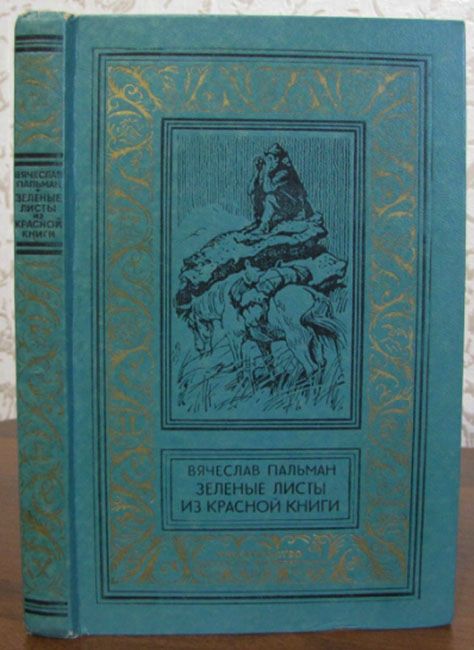 ВЯЧЕСЛАВ
ПАЛЬМАН
ЗЕЛЕНЫЕ
ЛИСТЫ
ИЗ
КРАСНОЙ
КНИГИ
ВЯЧЕСЛАВ ПАЛЬМАН
ЗЕЛЕНЫЕ ЛИСТЫ
ИЗ КРАСНОЙ КНИГИ